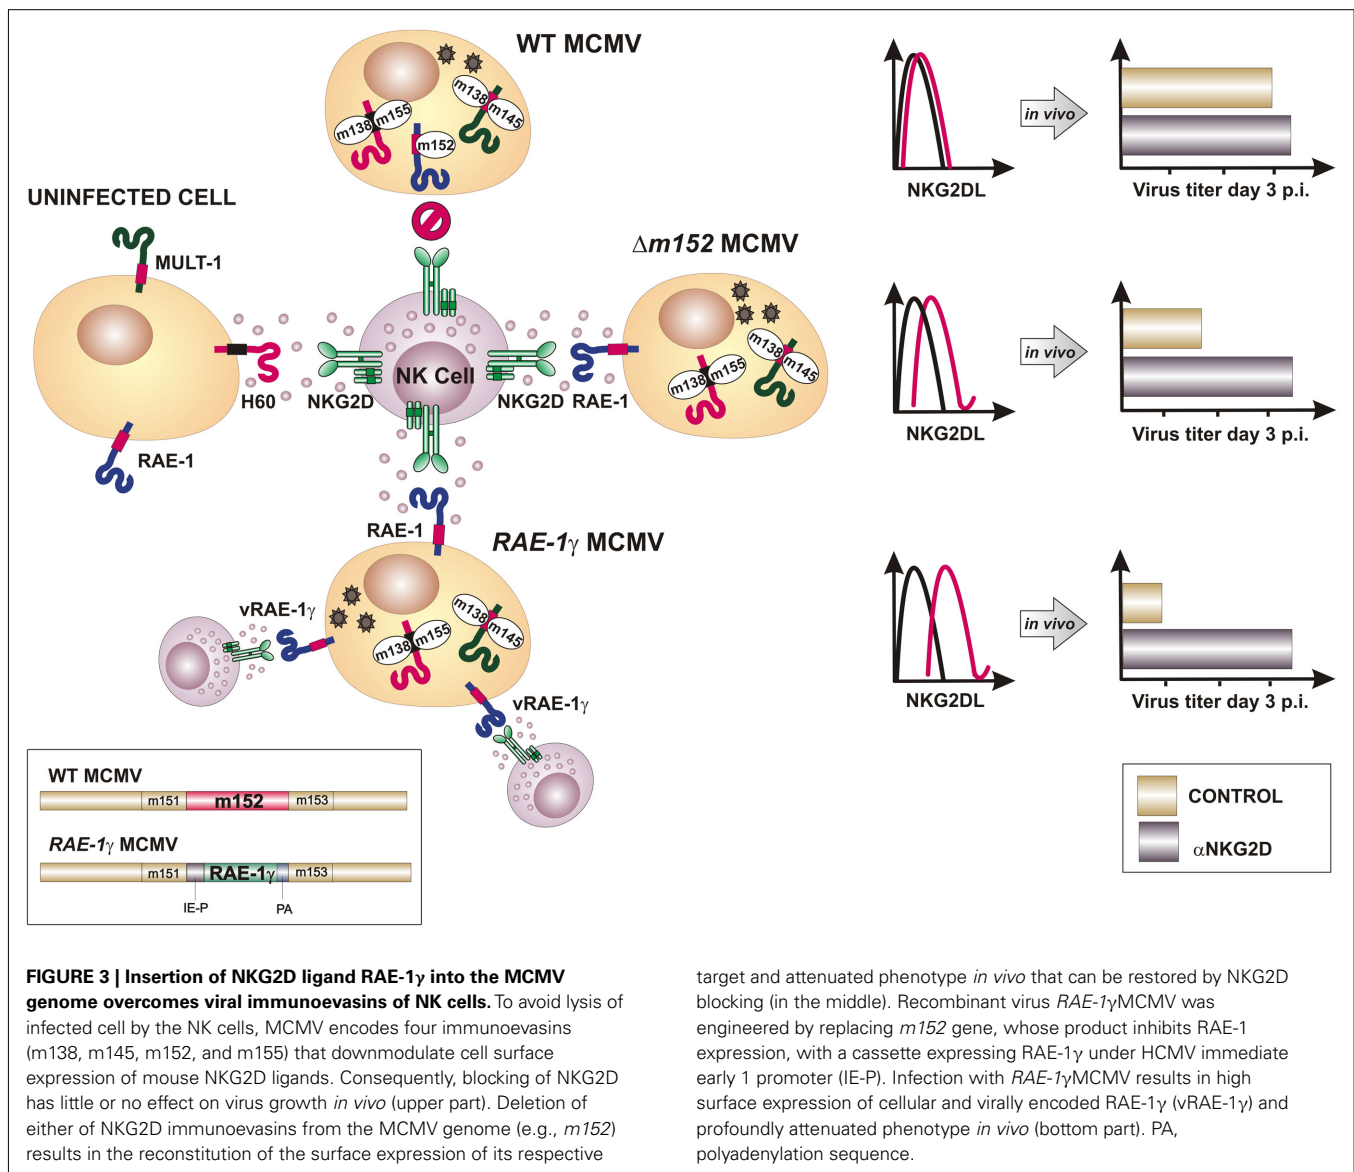 WT MCMV
m138
m155
m152
m138
m145
UNINFECTED CELL
MULT-1
H60
RAE-1
NKG2D
NK Cell
NKG2D
RAE-1
Δm152 MCMV
m138
m155
m138
m145
RAE-1
RAE-1γ MCMV
vRAE-1γ
m138
m155
m138
m145
vRAE-1γ
NKG2DL
in vivo
Virus titer day 3 p.i.
NKG2DL
in vivo
Virus titer day 3 p.i.
NKG2DL
in vivo
Virus titer day 3 p.i.
WT MCMV
m151
m152
m153
RAE-1γ MCMV
m151
RAE-1γ
m153
IE-P
PA
CONTROL
αNKG2D
FIGURE 3 | Insertion of NKG2D ligand RAE-1γ into the MCMV
genome overcomes viral immunoevasins of NK cells. To avoid lysis of
infected cell by the NK cells, MCMV encodes four immunoevasins
(m138, m145, m152, and m155) that downmodulate cell surface
expression of mouse NKG2D ligands. Consequently, blocking of NKG2D
has little or no effect on virus growth in vivo (upper part). Deletion of
either of NKG2D immunoevasins from the MCMV genome (e.g., m152)
results in the reconstitution of the surface expression of its respective
target and attenuated phenotype in vivo that can be restored by NKG2D
blocking (in the middle). Recombinant virus RAE-1γMCMV was
engineered by replacing m152 gene, whose product inhibits RAE-1
expression, with a cassette expressing RAE-1γ under HCMV immediate
early 1 promoter (IE-P). Infection with RAE-1γMCMV results in high
surface expression of cellular and virally encoded RAE-1γ (vRAE-1γ) and
profoundly attenuated phenotype in vivo (bottom part). PA,
polyadenylation sequence.